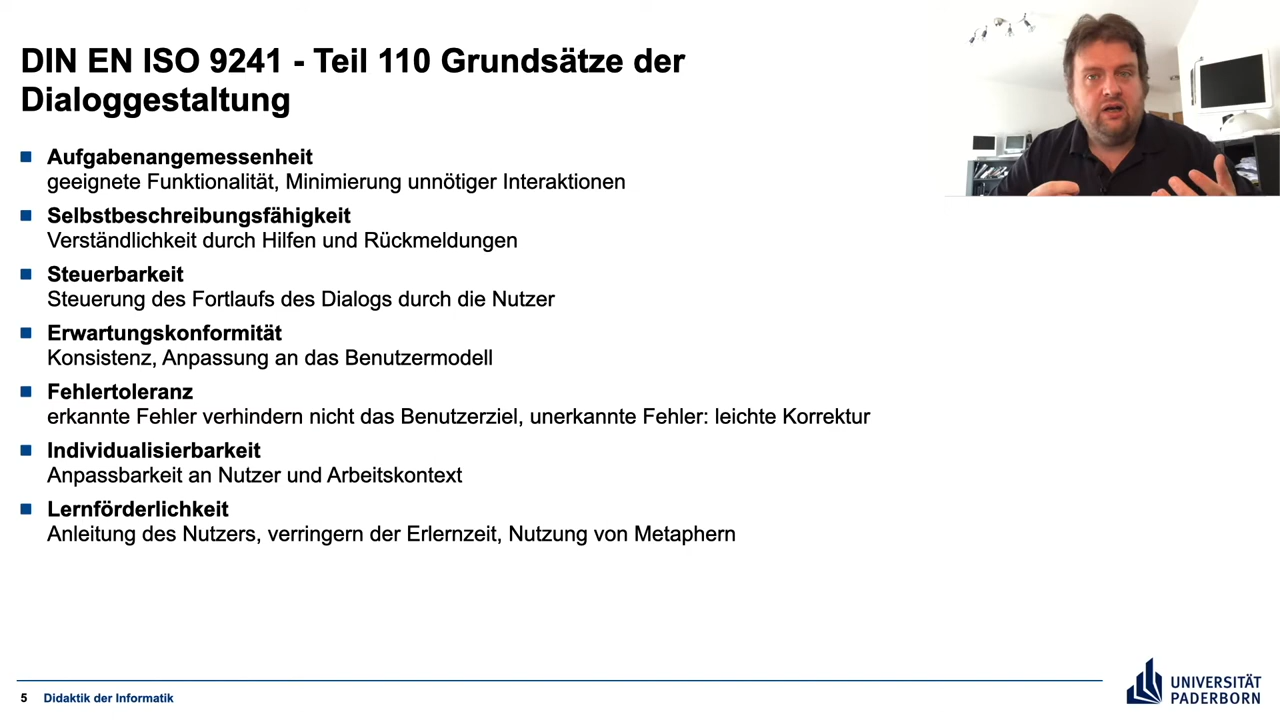 DIN EN ISO 9241 - Teil 110 Grundsätze der
Dialoggestaltung
Aufgabenangemessenheit
geeignete Funktionalität, Minimierung unnötiger Interaktionen
Selbstbeschreibungsfähigkeit
Verständlichkeit durch Hilfen und Rückmeldungen
Steuerbarkeit
Steuerung des Fortlaufs des Dialogs durch die Nutzer
Erwartungskonformität
Konsistenz, Anpassung an das Benutzermodell
Fehlertoleranz
erkannte Fehler verhindern nicht das Benutzerziel, unerkannte Fehler: leichte Korrektur
Individualisierbarkeit
Anpassbarkeit an Nutzer und Arbeitskontext
Lernförderlichkeit
Anleitung des Nutzers, verringern der Erlernzeit, Nutzung von Metaphern
5 Didaktik der Informatik
UNIVERSITÄT
PADERBORN